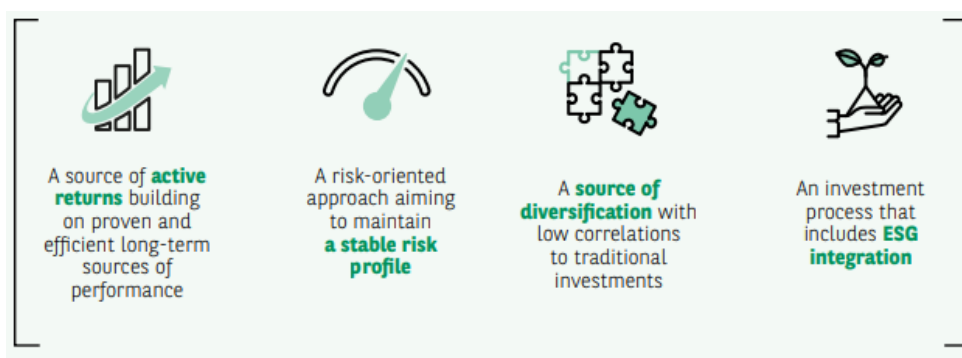 A source of active
returns building
on proven and
efficient long-term
sources of
performance
A risk-oriented
approach aiming
to maintain
a stable risk
profile
A source of
diversification with
low correlations
to traditional
investments
An investment
process that
includes ESG
integration